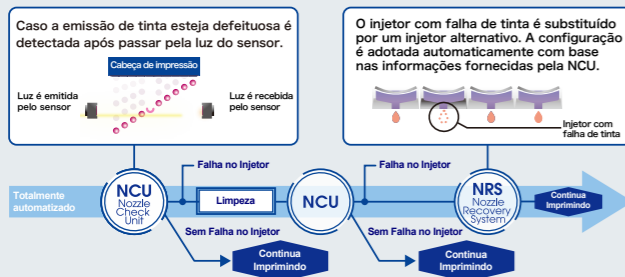 Caso a emissão de tinta esteja defeituosa é
detectada após passar pela luz do sensor.
Cabeça de impressão
Luz é emitida
pelo sensor
Luz é recebida
pelo sensor
O injetor com falha de tinta é substituído
por um injetor alternativo. A configuração
é adotada automaticamente com base
nas informações fornecidas pela NCU.
Injetor com
falha de tinta
Totalmente
automatizado
NCU
Nozzle
Check
Unit
Falha no Injetor
Limpeza
Sem Falha no Injetor
Continua
Imprimindo
NCU
Falha no Injetor
Sem Falha no Injetor
Continua
Imprimindo
NRS
Nozzle
Recovery
System
Continua
Imprimindo